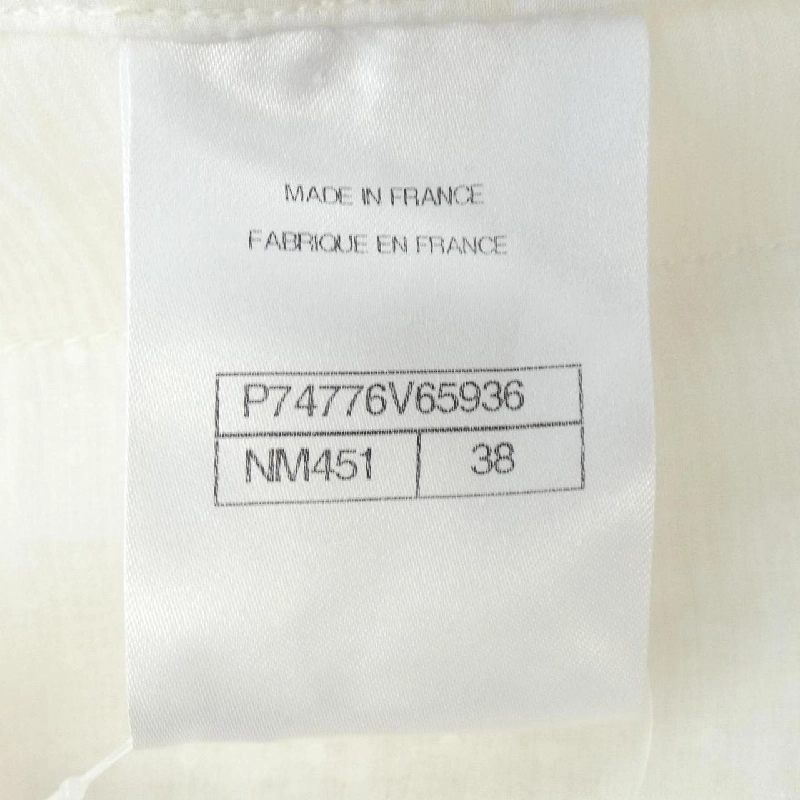 MADE IN FRANCE
FABRIQUE EN FRANCE
P74776V65936
NM451 38